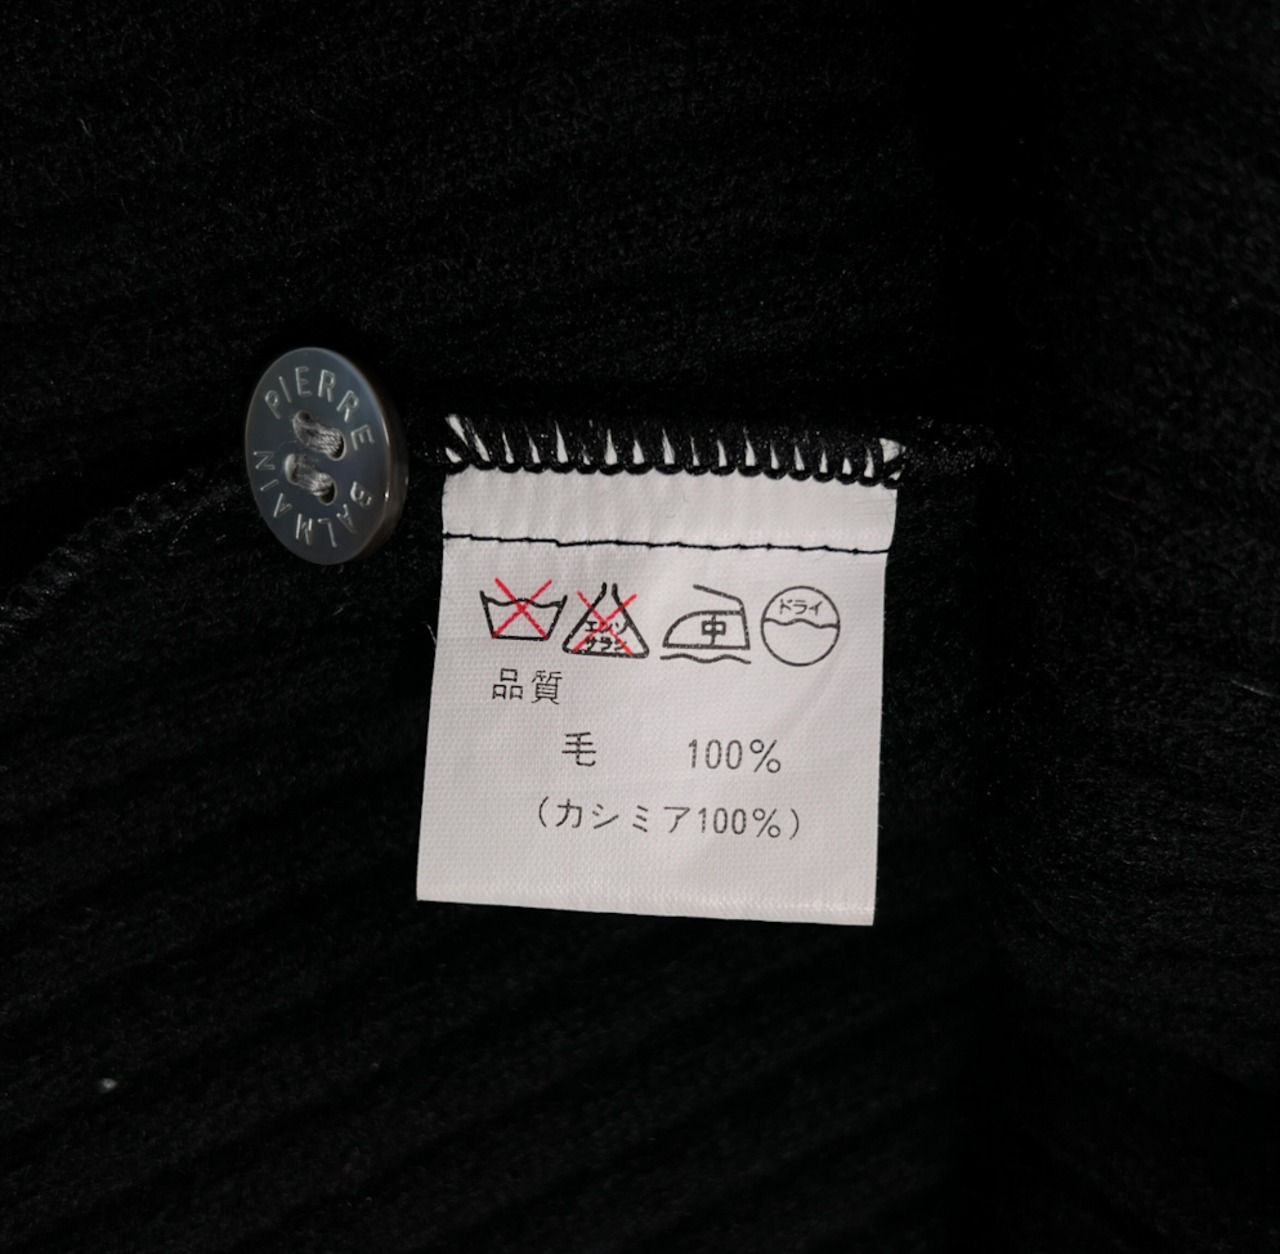 PIERRE BALMAIN
エンソ
サラシ
中
ドライ
品質
毛 100%
(カシミア100%)